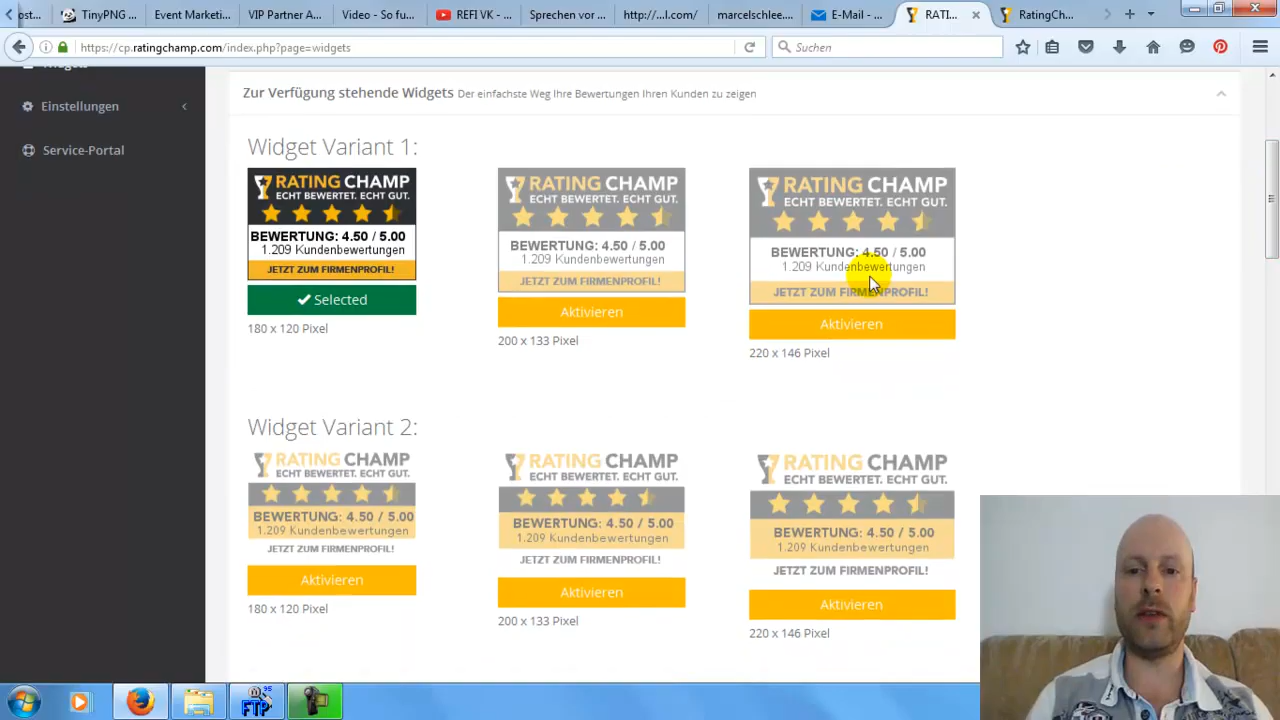 ost...
TinyPNG ...
Event Marketi...
VIP Partner A...
Video - So fu...
REFI VK - ...
Sprechen vor ...
http://...l.com/
marcelschlee...
E-Mail - ...
RATI...
RatingCh...
https://cp.ratingchamp.com/index.php?page=widgets
Suchen
Einstellungen
Service-Portal
Zur Verfügung stehende Widgets Der einfachste Weg Ihre Bewertungen Ihren Kunden zu zeigen
Widget Variant 1:
RATING CHAMP
ECHT BEWERTET. ECHT GUT.
BEWERTUNG: 4.50 / 5.00
1.209 Kundenbewertungen
JETZT ZUM FIRMENPROFIL!
Selected
180 x 120 Pixel
RATING CHAMP
ECHT BEWERTET. ECHT GUT.
BEWERTUNG: 4.50 / 5.00
1.209 Kundenbewertungen
JETZT ZUM FIRMENPROFIL!
Aktivieren
200 x 133 Pixel
RATING CHAMP
ECHT BEWERTET. ECHT GUT.
BEWERTUNG: 4.50 / 5.00
1.209 Kundenbewertungen
JETZT ZUM FIRMENPROFIL!
Aktivieren
220 x 146 Pixel
Widget Variant 2:
RATING CHAMP
ECHT BEWERTET. ECHT GUT.
BEWERTUNG: 4.50 / 5.00
1.209 Kundenbewertungen
JETZT ZUM FIRMENPROFIL!
Aktivieren
180 x 120 Pixel
RATING CHAMP
ECHT BEWERTET. ECHT GUT.
BEWERTUNG: 4.50 / 5.00
1.209 Kundenbewertungen
JETZT ZUM FIRMENPROFIL!
Aktivieren
200 x 133 Pixel
RATING CHAMP
ECHT BEWERTET. ECHT GUT.
BEWERTUNG: 4.50 / 5.00
1.209 Kundenbewertungen
JETZT ZUM FIRMENPROFIL!
Aktivieren
220 x 146 Pixel
FTP